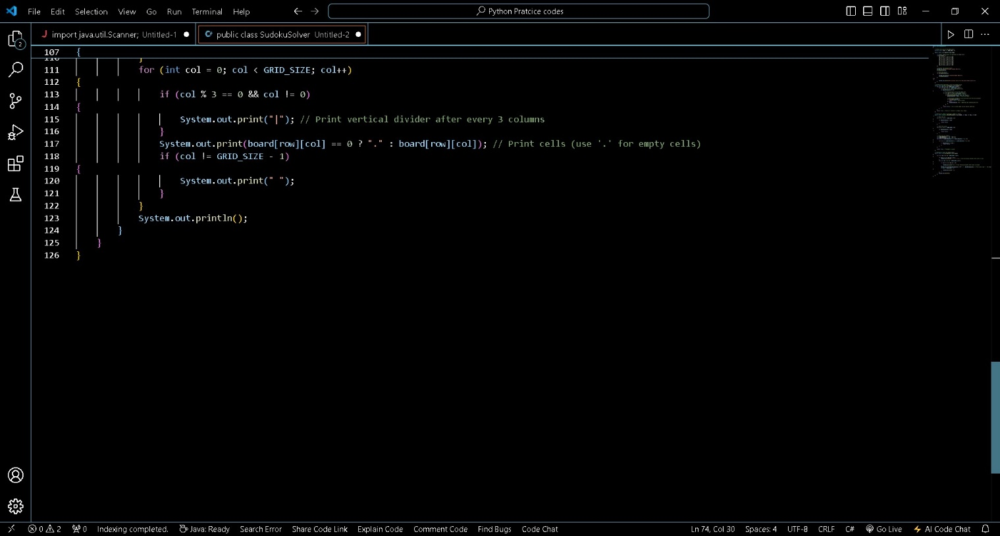 File Edit Selection View Go Run Terminal Help Python Pratcice codes
import java.util.Scanner; Untitled-1 public class SudokuSolver Untitled-2
107 {
110 }
111 for (int col = 0; col < GRID_SIZE; col++)
112 {
113 if (col % 3 == 0 && col != 0)
114 {
115 System.out.print("|"); // Print vertical divider after every 3 columns
116 }
117 System.out.print(board[row][col] == 0 ? "." : board[row][col]); // Print cells (use '.' for empty cells)
118 if (col != GRID_SIZE - 1)
119 {
120 System.out.print(" ");
121 }
122 }
123 System.out.println();
124 }
125 }
126 }
2
0 2 0 Indexing completed. Java: Ready Search Error Share Code Link Explain Code Comment Code Find Bugs Code Chat Ln 74, Col 30 Spaces: 4 UTF-8 CRLF C# Go Live AI Code Chat